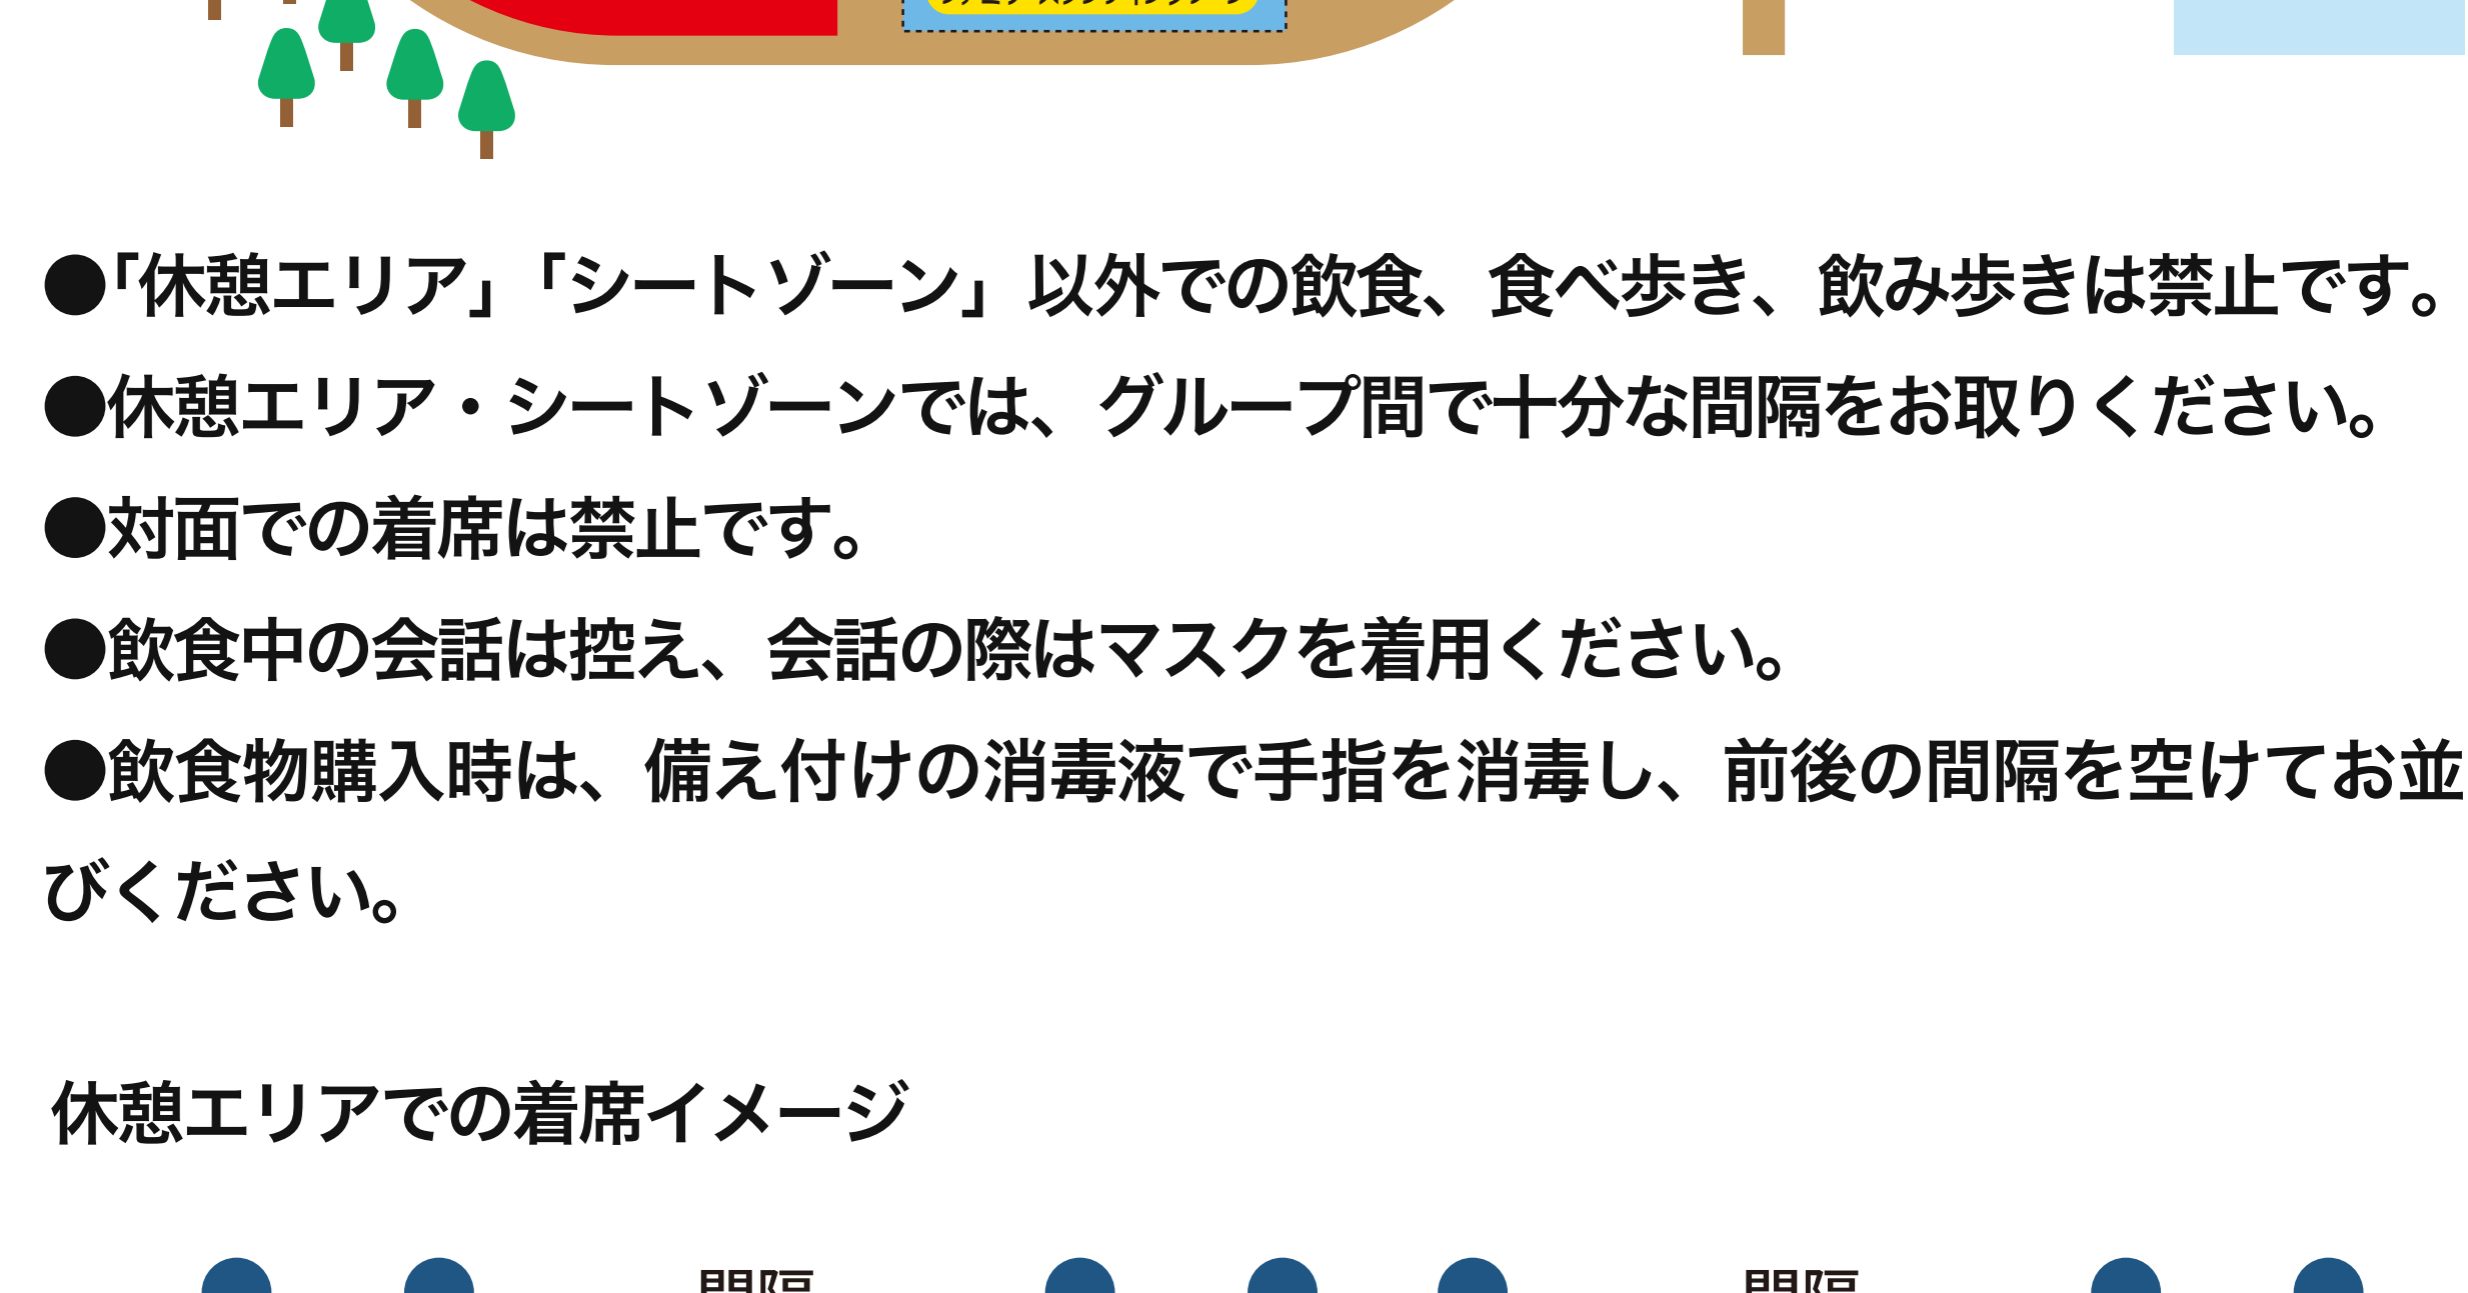 ●「休憩エリア」「シートゾーン」以外での飲食、食べ歩き、飲み歩きは禁止です。
●休憩エリア・シートゾーンでは、グループ間で十分な間隔をお取りください。
●対面での着席は禁止です。
●飲食中の会話は控え、会話の際はマスクを着用ください。
●飲食物購入時は、備え付けの消毒液で手指を消毒し、前後の間隔を空けてお並
びください。
休憩エリアでの着席イメージ
間隔 間隔